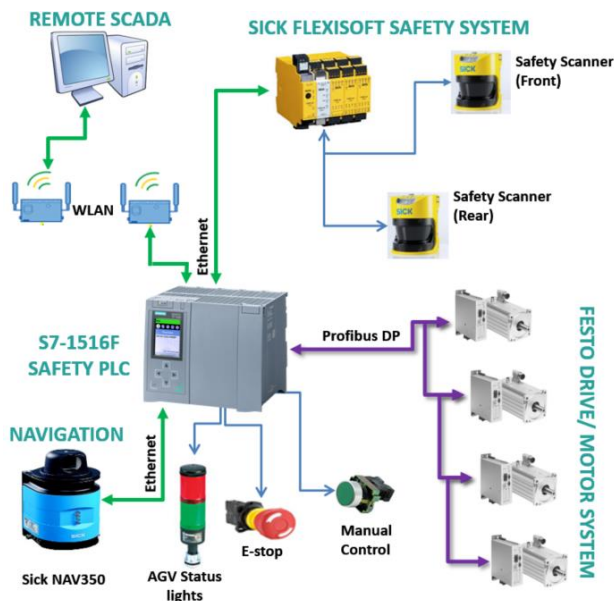 REMOTE SCADA
SICK FLEXISOFT SAFETY SYSTEM
Safety Scanner
(Front)
WLAN
Ethernet
Safety Scanner
(Rear)
SICK
S7-1516F
SAFETY PLC
Profibus DP
FESTO DRIVE/ MOTOR SYSTEM
NAVIGATION
Ethernet
Sick NAV350
AGV Status
lights
E-stop
Manual
Control